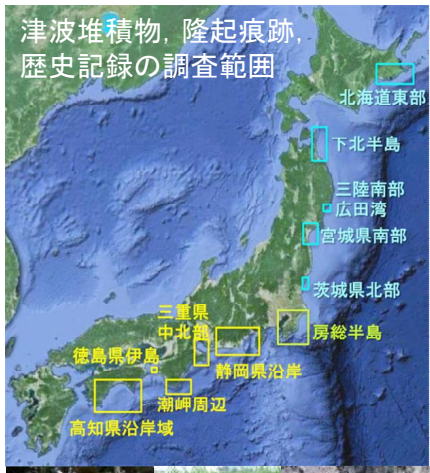 津波堆積物，隆起痕跡，
歴史記録の調査範囲
北海道東部
下北半島
三陸南部
広田湾
宮城県南部
茨城県北部
三重県
中北部
房総半島
徳島県伊島
静岡県沿岸
潮岬周辺
高知県沿岸域